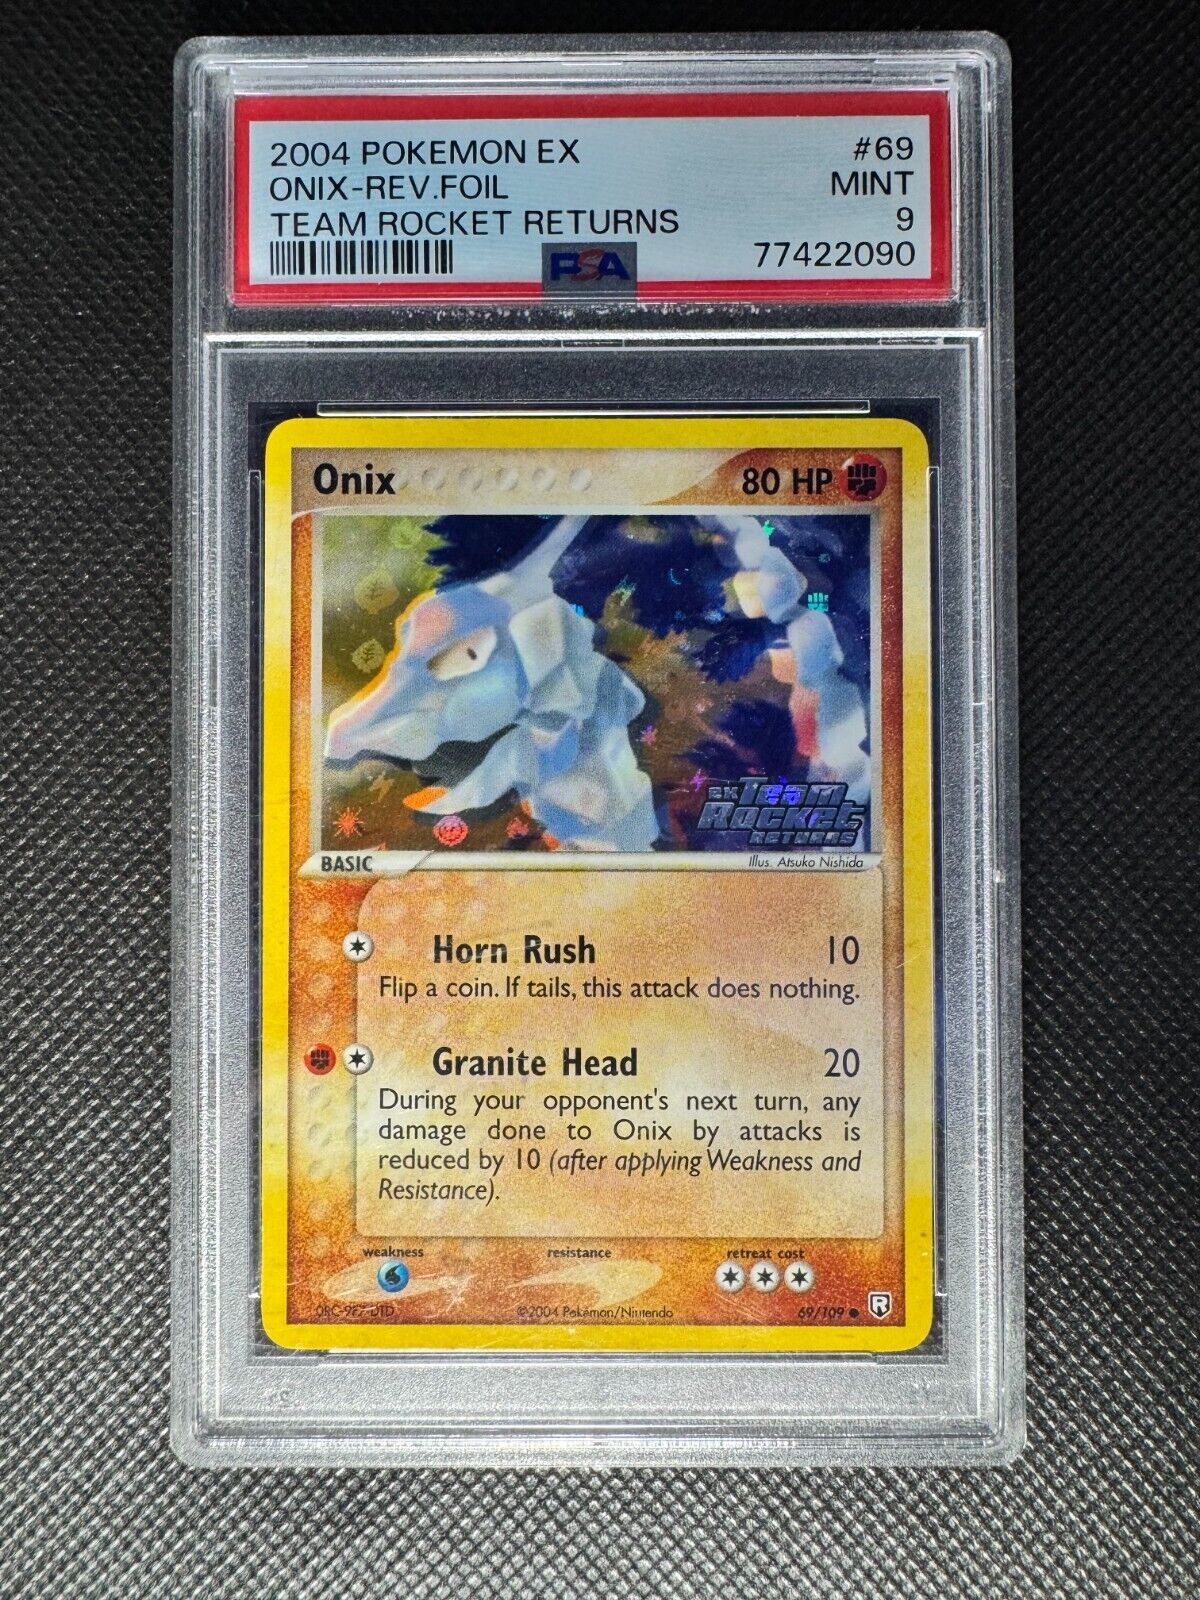 2004 POKEMON EX #69
ONIX-REV.FOIL MINT
TEAM ROCKET RETURNS 9
PSA 77422090
Onix 80 HP
EX Team
Rocket
RETURNS
BASIC Illus. Atsuko Nishida
Horn Rush 10
Flip a coin. If tails, this attack does nothing.
Granite Head 20
During your opponent's next turn, any
damage done to Onix by attacks is
reduced by 10 (after applying Weakness and
Resistance).
weakness resistance retreat cost
©2004 Pokémon/Nintendo 69/109 R